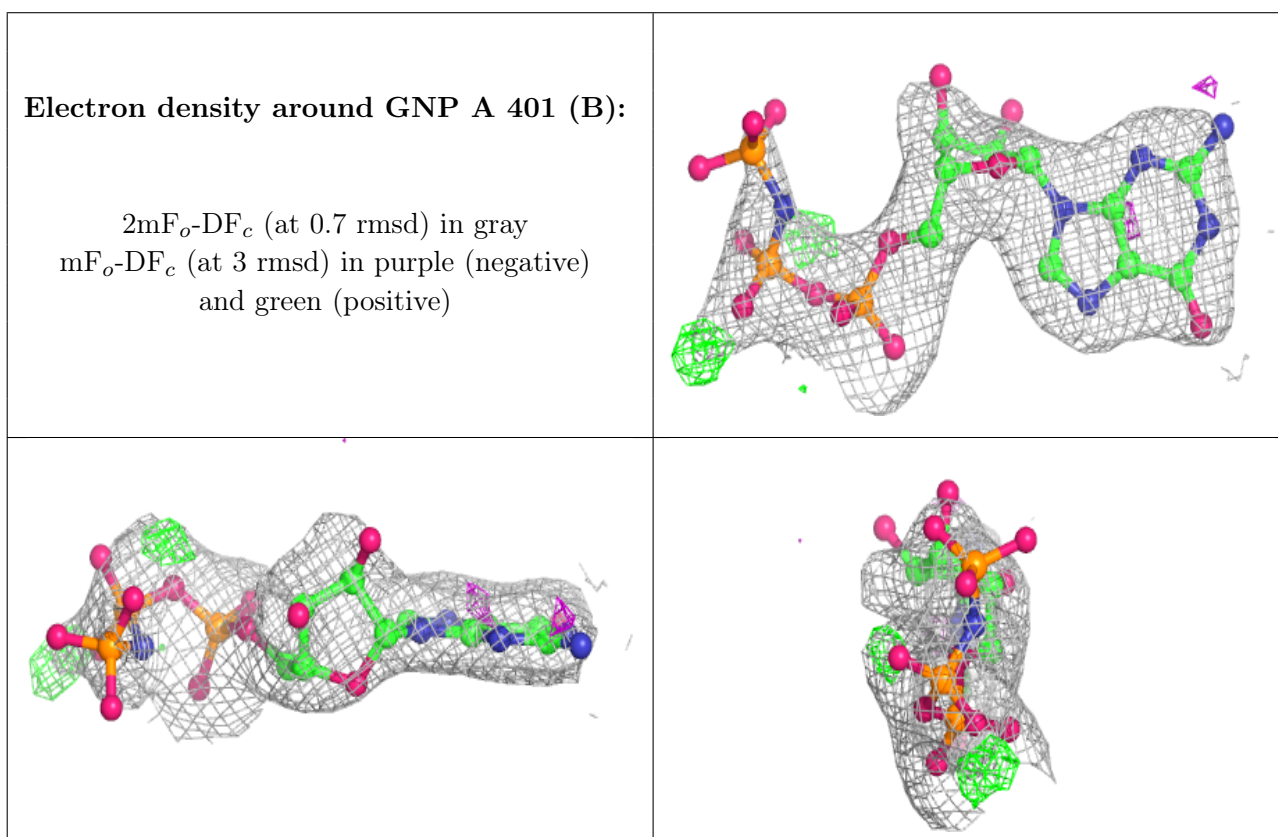 Electron density around GNP A 401 (B):
2mFo-DFc (at 0.7 rmsd) in gray
mFo-DFc (at 3 rmsd) in purple (negative)
and green (positive)